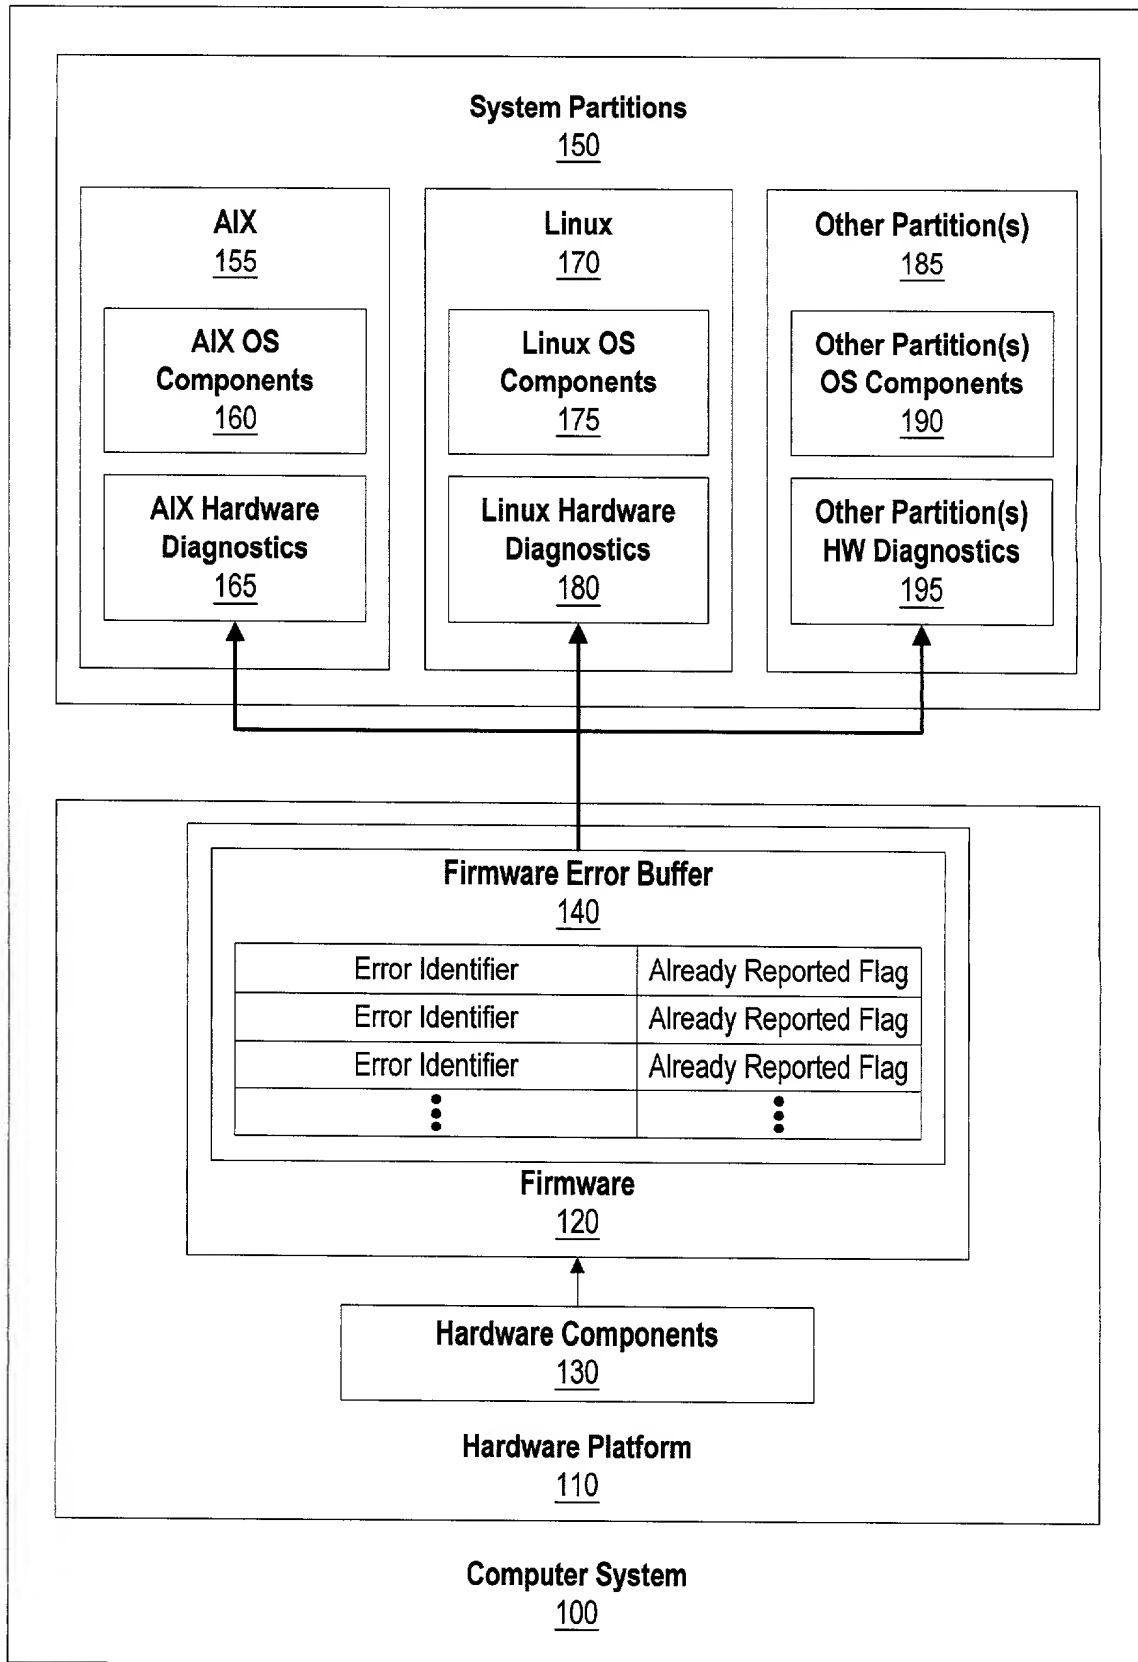 System Partitions
150
AIX
155
AIX OS
Components
160
AIX Hardware
Diagnostics
165
Linux
170
Linux OS
Components
175
Linux Hardware
Diagnostics
180
Other Partition(s)
185
Other Partition(s)
OS Components
190
Other Partition(s)
HW Diagnostics
195
Firmware Error Buffer
140
Error Identifier Already Reported Flag
Error Identifier Already Reported Flag
Error Identifier Already Reported Flag
Firmware
120
Hardware Components
130
Hardware Platform
110
Computer System
100